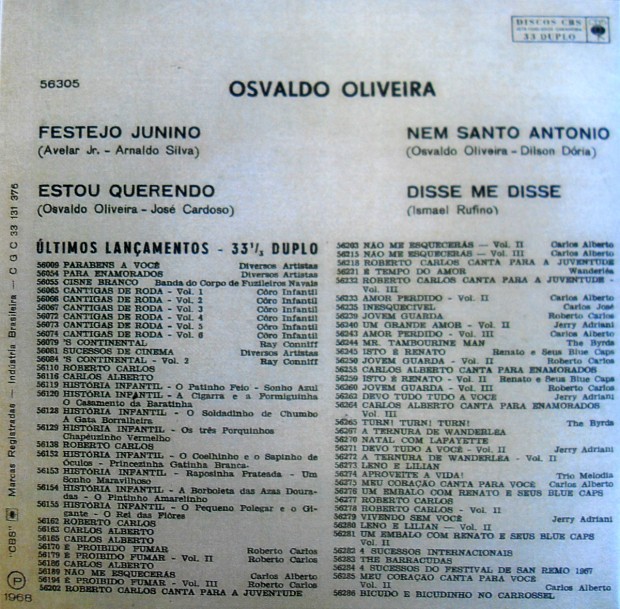 DISCOS CBS
33 DUPLO
56305
OSVALDO OLIVEIRA
FESTEJO JUNINO
(Avelar Jr. - Arnaldo Silva)
ESTOU QUERENDO
(Osvaldo Oliveira - José Cardoso)
NEM SANTO ANTONIO
(Osvaldo Oliveira - Dilson Dória)
DISSE ME DISSE
(Ismael Rufino)
ÚLTIMOS LANÇAMENTOS - 33 1/3 DUPLO
56009 PARABENS A VOCÊ Diversos Artistas
56054 PARA ENAMORADOS Diversos Artistas
56055 CISNE BRANCO Banda do Corpo de Fuzileiros Navais
56065 CANTIGAS DE RODA - Vol. 1 Côro Infantil
56066 CANTIGAS DE RODA - Vol. 2 Côro Infantil
56067 CANTIGAS DE RODA - Vol. 3 Côro Infantil
56072 CANTIGAS DE RODA - Vol. 4 Côro Infantil
56073 CANTIGAS DE RODA - Vol. 5 Côro Infantil
56074 CANTIGAS DE RODA - Vol. 6 Côro Infantil
56079 'S CONTINENTAL Ray Conniff
56081 SUCESSOS DE CINEMA Diversos Artistas
56084 'S CONTINENTAL - Vol. 2 Ray Conniff
56110 ROBERTO CARLOS
56116 CARLOS ALBERTO
56119 HISTÓRIA INFANTIL - O Patinho Feio - Sonho Azul
56120 HISTÓRIA INFANTIL - A Cigarra e a Formiguinha
O Casamento da Baratinha
56128 HISTÓRIA INFANTIL - O Soldadinho de Chumbo
A Gata Borralheira
56129 HISTÓRIA INFANTIL - Os três Porquinhos
Chapèuzinho Vermelho
56138 ROBERTO CARLOS
56152 HISTÓRIA INFANTIL - O Coelhinho e o Sapinho de
Óculos - Princezinha Gatinha Branca.
56153 HISTÓRIA INFANTIL - Raposinha Prateada - Um
Sonho Maravilhoso
56154 HISTÓRIA INFANTIL - A Borboleta das Azas Doura-
das - O Pintinho Amarelinho
56155 HISTÓRIA INFANTIL - O Pequeno Polegar e o Gi-
gante - O Rei das Flôres
56162 ROBERTO CARLOS
56163 CARLOS ALBERTO
56165 CARLOS ALBERTO
56170 É PROIBIDO FUMAR Roberto Carlos
56179 É PROIBIDO FUMAR - Vol. II Roberto Carlos
56186 CARLOS ALBERTO
56189 NÃO ME ESQUECERÁS Carlos Alberto
56194 É PROIBIDO FUMAR - Vol. III Roberto Carlos
56202 ROBERTO CARLOS CANTA PARA A JUVENTUDE
56203 NÃO ME ESQUECERÁS — Vol. II Carlos Alberto
56215 NÃO ME ESQUECERÁS — Vol. III Carlos Alberto
56218 ROBERTO CARLOS CANTA PARA A JUVENTUDE
56221 É TEMPO DO AMOR Wanderléa
56232 ROBERTO CARLOS CANTA PARA A JUVENTUDE -
Vol. III
56233 AMOR PERDIDO - Vol. II Carlos Alberto
56235 INESQUECIVEL Carlos José
56239 JOVEM GUARDA Roberto Carlos
56240 UM GRANDE AMOR - Vol. II Jerry Adriani
56243 AMOR PERDIDO - Vol. III Carlos Alberto
56244 MR. TAMBOURINE MAN The Byrds
56245 ISTO É RENATO Renato e Seus Blue Caps
56250 JOVEM GUARDA - Vol. II Roberto Carlos
56255 CARLOS ALBERTO CANTA PARA ENAMORADOS
56259 ISTO É RENATO - Vol. II Renato e Seus Blue Caps
56260 JOVEM GUARDA - Vol. III Roberto Carlos
56263 DEVO TUDO TUDO A VOCÊ Jerry Adriani
56264 CARLOS ALBERTO CANTA PARA ENAMORADOS
Vol III
56265 TURN! TURN! TURN! The Byrds
56267 A TERNURA DE WANDERLÉA
56270 NATAL COM LAFAYETTE
56271 DEVO TUDO À VOCÊ - Vol. II Jerry Adriani
56272 A TERNURA DE WANDERLÉA - Vol. II
56273 LENO E LILIAN
56274 APROVEITE A VIDA! Trio Melodia
56275 MEU CORAÇÃO CANTA PARA VOCÊ Carlos Alberto
56276 UM EMBALO COM RENATO E SEUS BLUE CAPS
56277 ROBERTO CARLOS
56278 ROBERTO CARLOS - Vol. II
56279 VIVENDO SEM VOCÊ Jerry Adriani
56280 LENO E LILIAN — Vol. II
56281 UM EMBALO COM RENATO E SEUS BLUE CAPS
Vol. II
56282 4 SUCESSOS INTERNACIONAIS
56283 THE BARRACUDAS
56284 4 SUCESSOS DO FESTIVAL DE SAN REMO 1967
56285 MEU CORAÇÃO CANTA PARA VOCÊ
Vol. II Carlos Alberto
56286 BICUDO E BICUDINHO NO CARROSSEL
"CBS" Marcas Registradas — Indústria Brasileira — C G C 33 131 376
P
1968